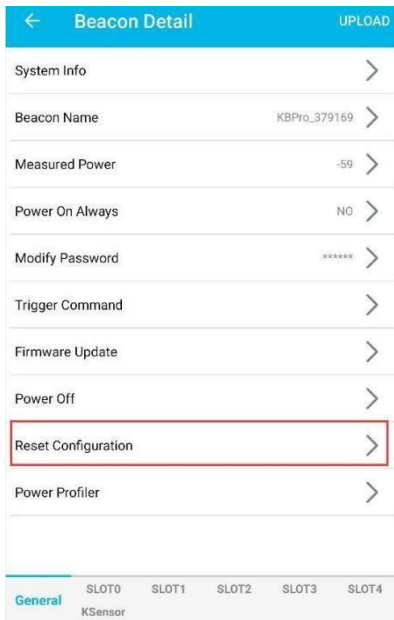 Beacon Detail UPLOAD
System Info
Beacon Name KBPro_379169
Measured Power -59
Power On Always NO
Modify Password ******
Trigger Command
Firmware Update
Power Off
Reset Configuration
Power Profiler
General SLOT0 SLOT1 SLOT2 SLOT3 SLOT4
KSensor